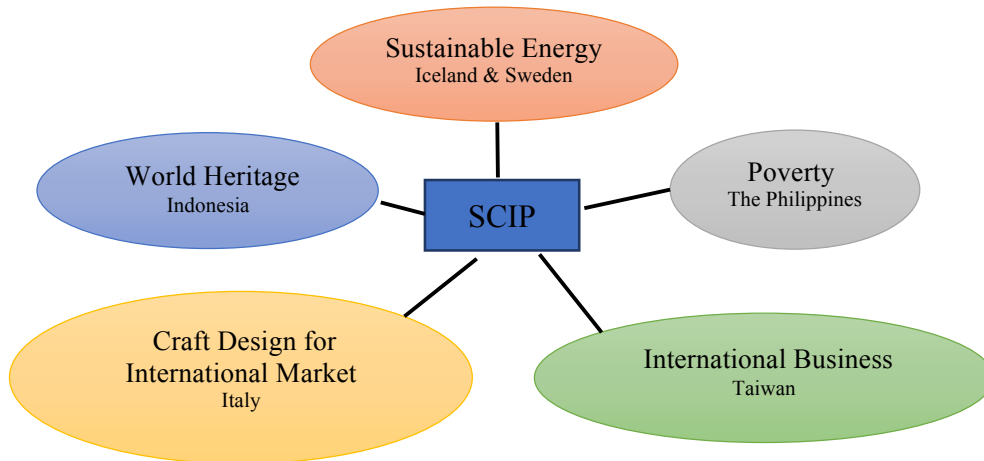 Sustainable Energy
Iceland & Sweden
World Heritage
Indonesia
Poverty
The Philippines
SCIP
Craft Design for
International Market
Italy
International Business
Taiwan